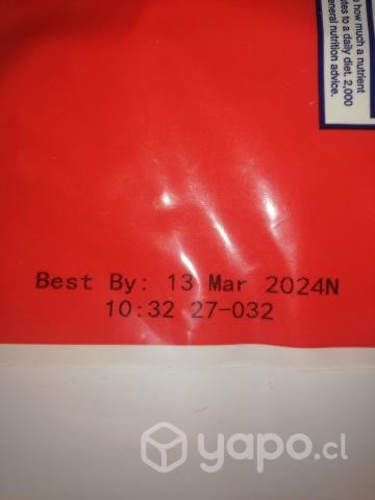 how much a nutrient
tes to a daily diet. 2,000
eneral nutrition advice.
Best By: 13 Mar 2024N
10:32 27-032
yapo.cl